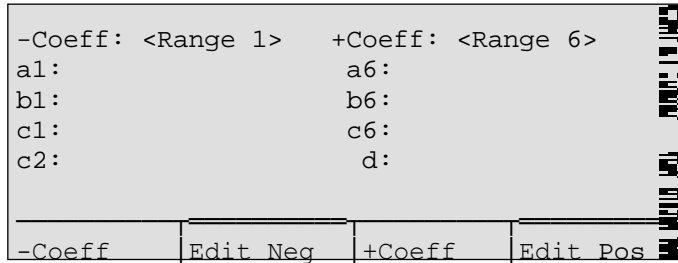 -Coeff: <Range 1> +Coeff: <Range 6>
a1: a6:
b1: b6:
c1: c6:
c2: d:
-Coeff Edit Neg +Coeff Edit Pos